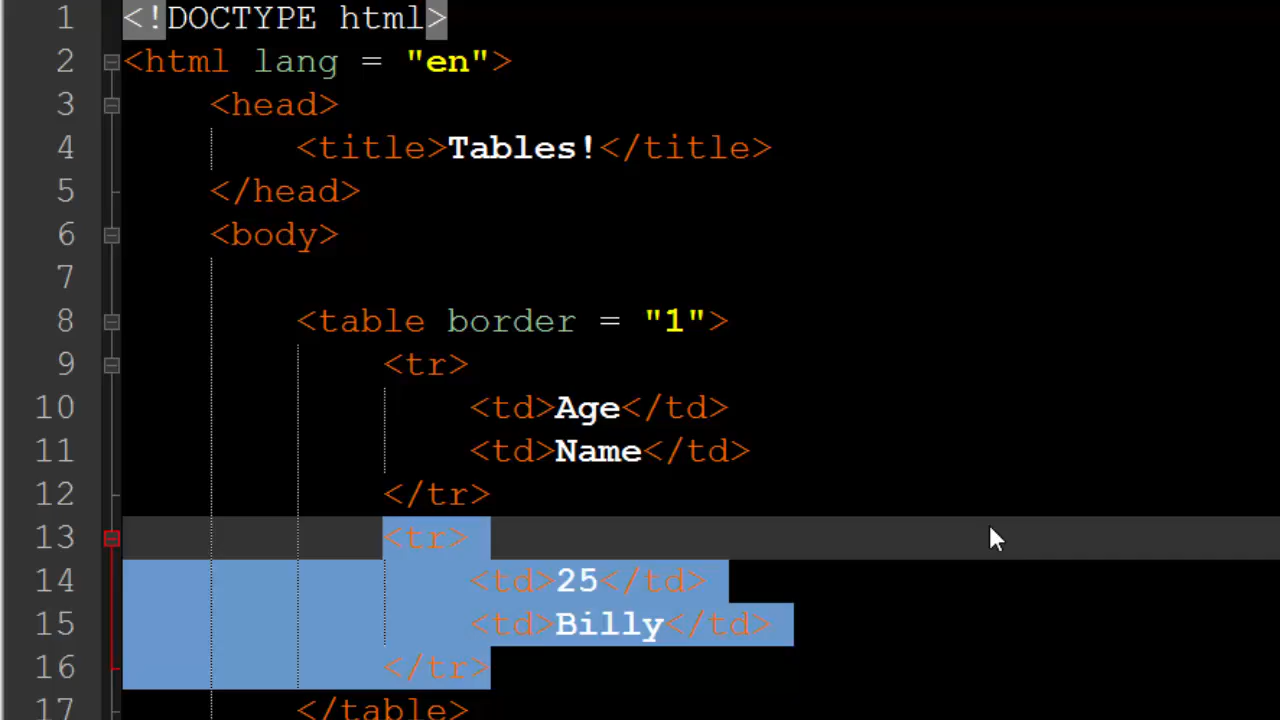 1 <!DOCTYPE html>
2 <html lang = "en">
3 <head>
4 <title>Tables!</title>
5 </head>
6 <body>
7
8 <table border = "1">
9 <tr>
10 <td>Age</td>
11 <td>Name</td>
12 </tr>
13 <tr>
14 <td>25</td>
15 <td>Billy</td>
16 </tr>
17 </table>